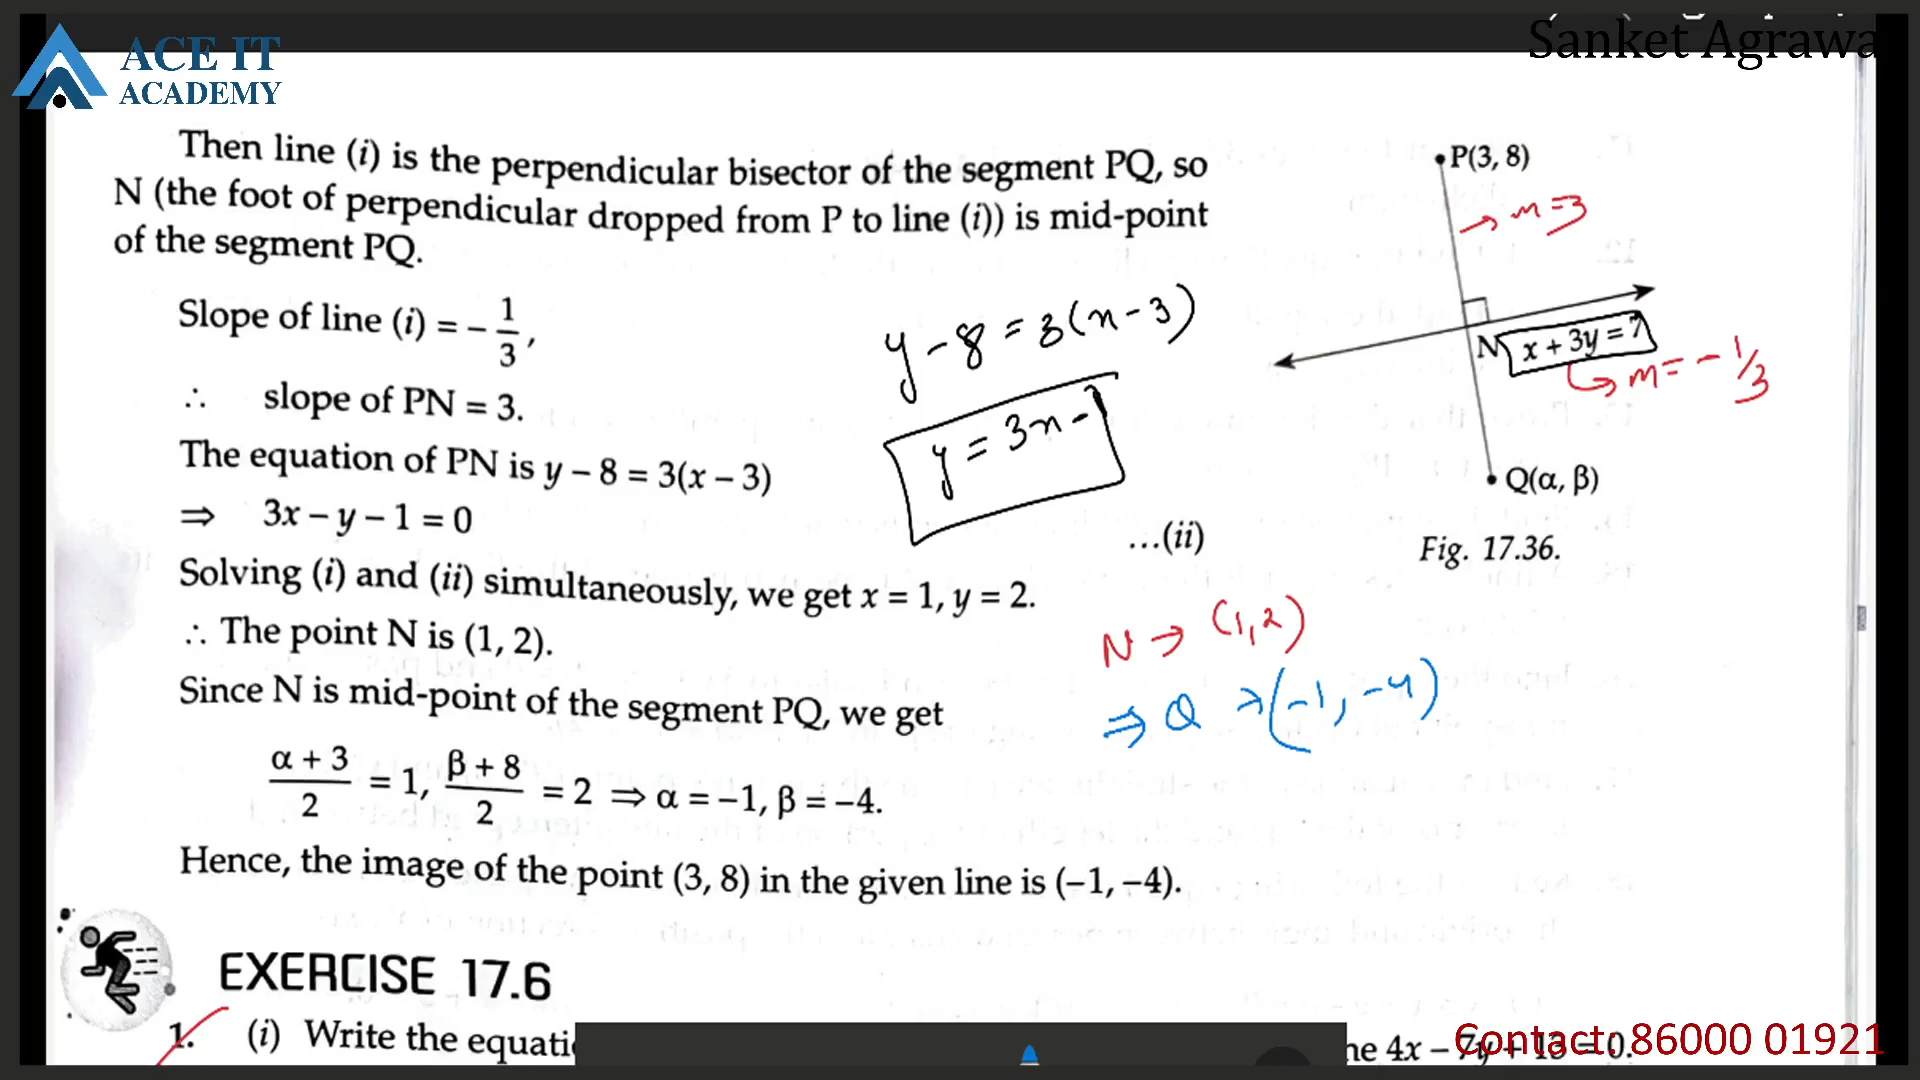 Sanket Agrawa
ACE IT
ACADEMY
Then line (i) is the perpendicular bisector of the segment PQ, so
N (the foot of perpendicular dropped from P to line (i)) is mid-point
of the segment PQ.
Slope of line (i) = – 1/3,
∴ slope of PN = 3.
The equation of PN is y – 8 = 3(x – 3)
⇒ 3x – y – 1 = 0
...(ii)
Solving (i) and (ii) simultaneously, we get x = 1, y = 2.
∴ The point N is (1, 2).
Since N is mid-point of the segment PQ, we get
(α + 3)/2 = 1, (β + 8)/2 = 2 ⇒ α = –1, β = –4.
Hence, the image of the point (3, 8) in the given line is (–1, –4).
y – 8 = 3(x – 3)
y = 3x – 1
N → (1, 2)
⇒ Q → (–1, –4)
P(3, 8)
→ m = 3
N
x + 3y = 7
→ m = – 1/3
Q(α, β)
Fig. 17.36.
EXERCISE 17.6
1. (i) Write the equati
ne 4x – 7y + 13 = 0.
Contact: 86000 01921